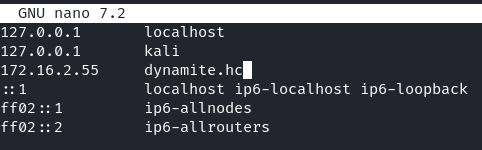 GNU nano 7.2
127.0.0.1 localhost
127.0.0.1 kali
172.16.2.55 dynamite.hc
::1 localhost ip6-localhost ip6-loopback
ff02::1 ip6-allnodes
ff02::2 ip6-allrouters